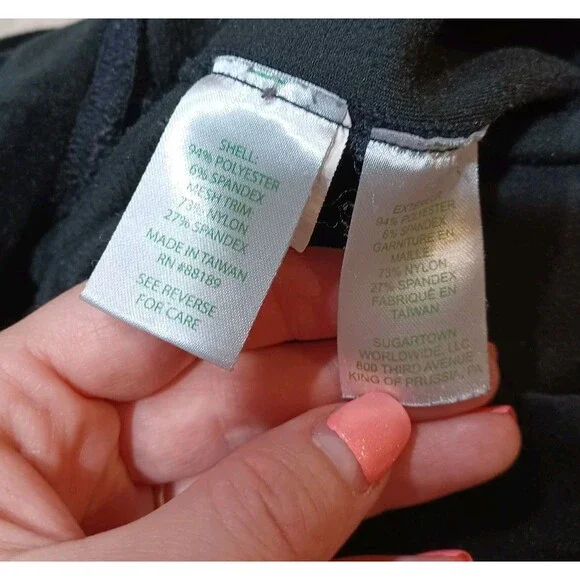 SHELL:
94% POLYESTER
6% SPANDEX
MESH TRIM:
73% NYLON
27% SPANDEX
MADE IN TAIWAN
RN #88189
SEE REVERSE
FOR CARE
94% POLYESTER
6% SPANDEX
GARNITURE EN
MAILLE:
73% NYLON
27% SPANDEX
FABRIQUÉ EN
TAIWAN
SUGARTOWN
WORLDWIDE, LLC
800 THIRD AVENUE
KING OF PRUSSIA, PA